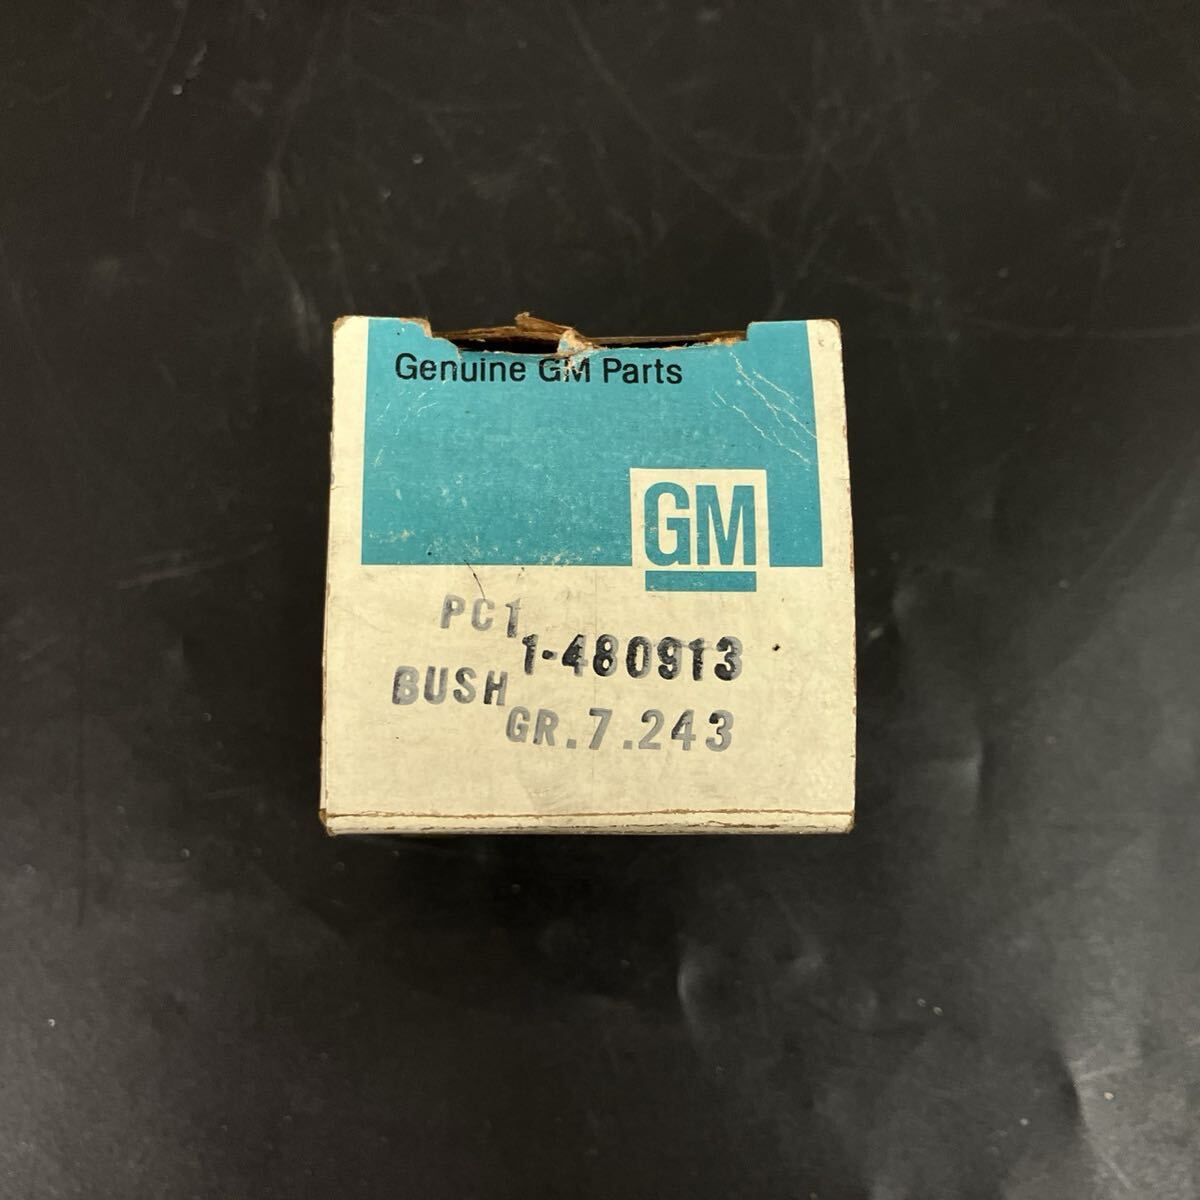 Genuine GM Parts
GM
PC1
1-480913
BUSH
GR.7.243